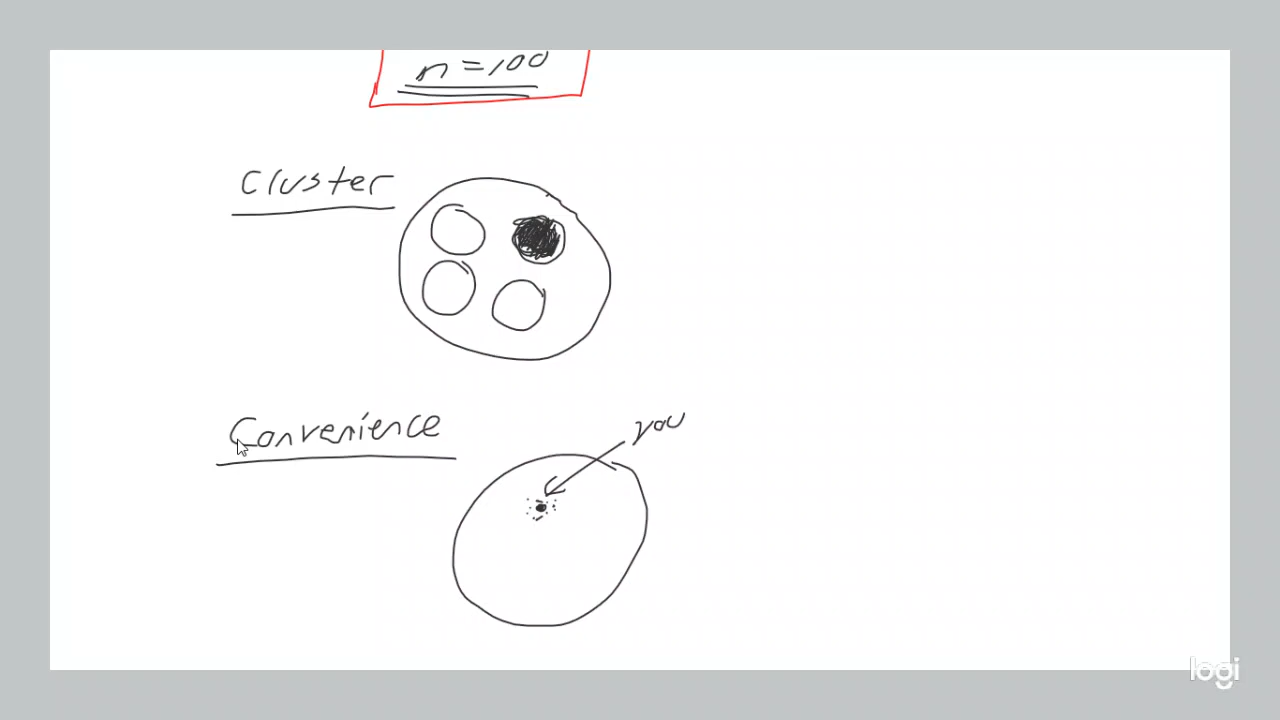 n = 100
Cluster
Convenience
you
logi